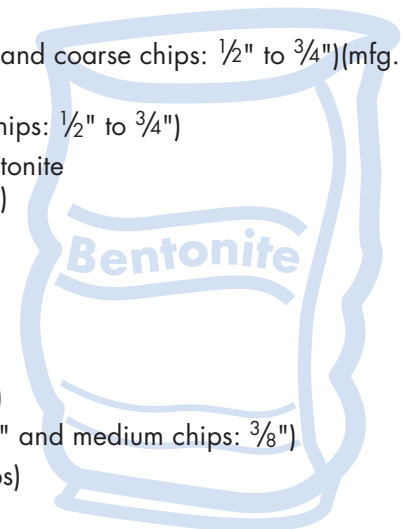 and coarse chips: ½" to ¾")(mfg.
hips: ½" to ¾")
tonite
)
Bentonite
)
" and medium chips: ⅜")
s)